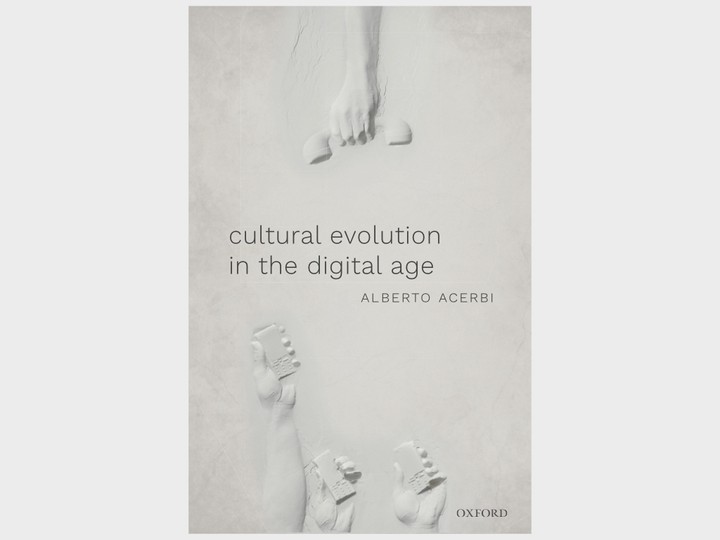 cultural evolution
in the digital age
ALBERTO ACERBI
OXFORD